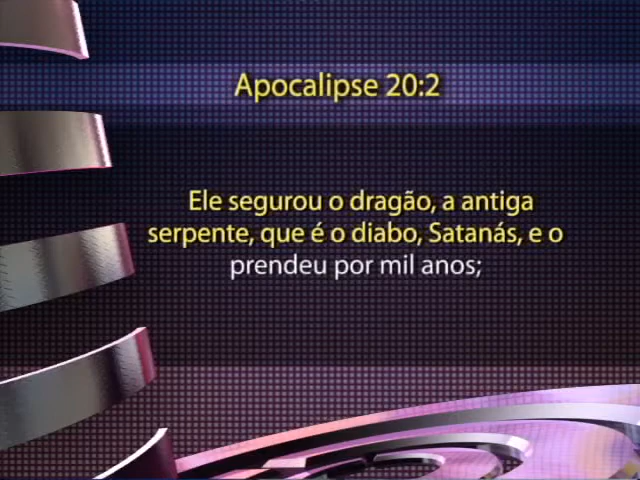 Apocalipse 20:2
Ele segurou o dragão, a antiga
serpente, que é o diabo, Satanás, e o
prendeu por mil anos;